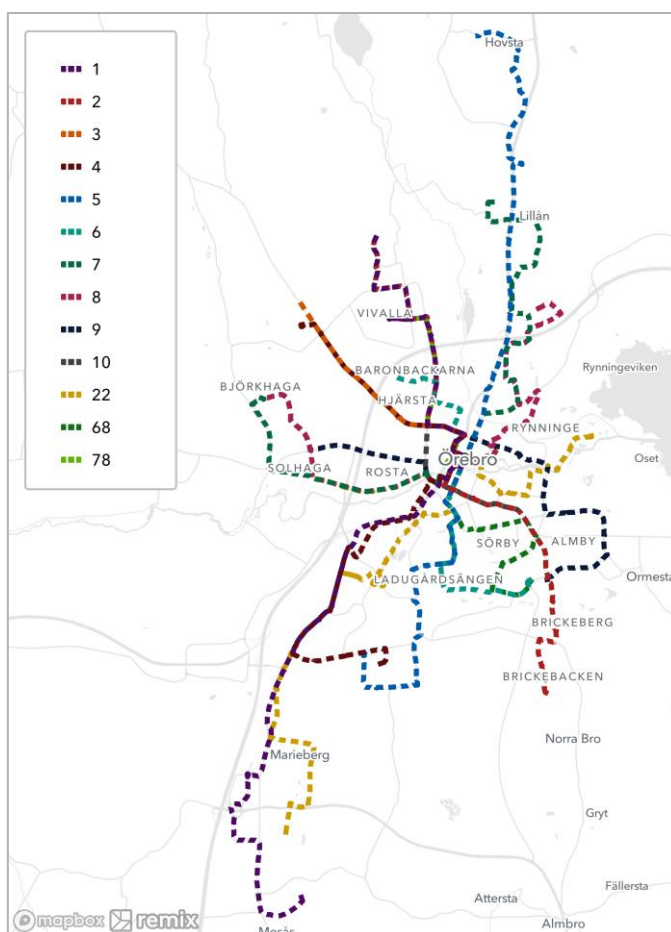 1
2
3
4
5
6
7
8
9
10
22
68
78
Hovsta
Lillån
VIVALLA
Rynningeviken
BARONBACKARNA
BJÖRKHAGA
HJÄRSTA
RYNNINGE
Örebro
Oset
SOLHAGA
ROSTA
SÖRBY
ALMBY
LADUGÅRDSÄNGEN
Ormesta
BRICKEBERG
BRICKEBACKEN
Norra Bro
Marieberg
Gryt
Fällersta
Attersta
Almbro
Mosås
mapbox remix